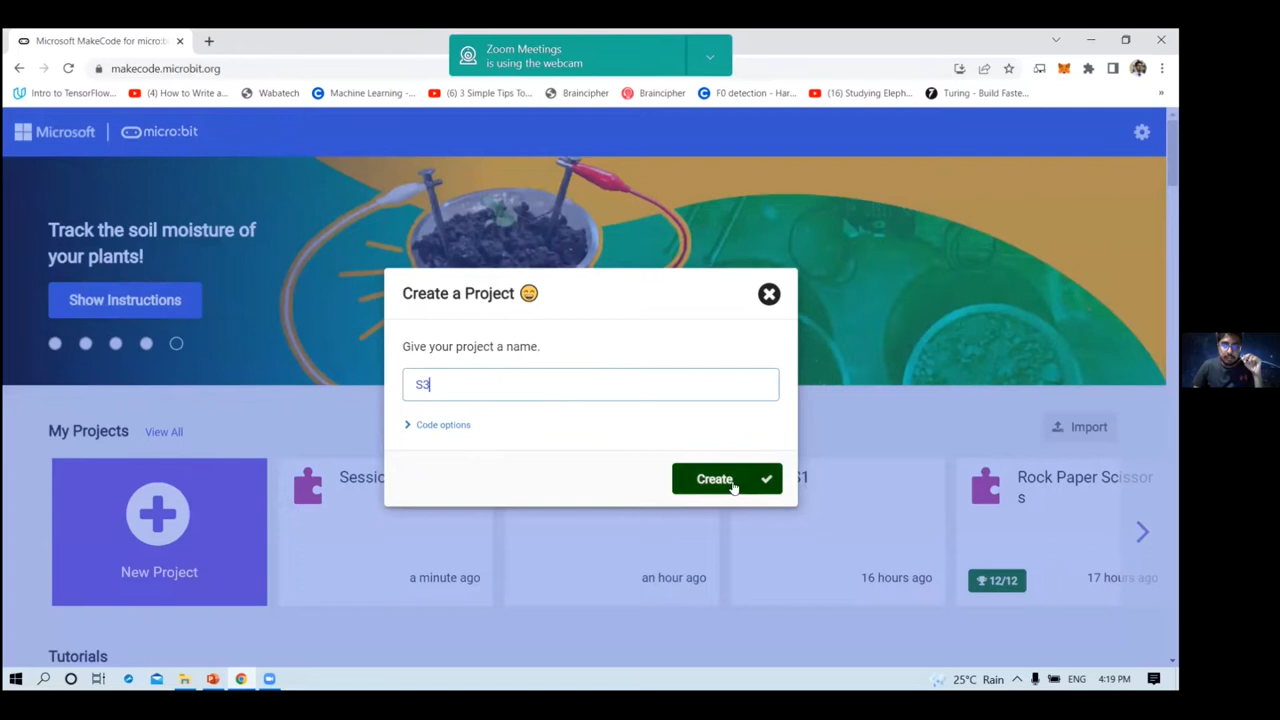 Microsoft MakeCode for micro:b
Zoom Meetings
is using the webcam
makecode.microbit.org
Intro to TensorFlow...
(4) How to Write a...
Wabatech
Machine Learning -...
(6) 3 Simple Tips To...
Braincipher
Braincipher
F0 detection - Har...
(16) Studying Eleph...
Turing - Build Faste...
»
Microsoft
micro:bit
Track the soil moisture of
your plants!
Show Instructions
Create a Project
Give your project a name.
S3
Code options
Create
My Projects
View All
Import
New Project
Sessio
a minute ago
an hour ago
S1
16 hours ago
Rock Paper Scissor
s
12/12
17 hours ago
Tutorials
25°C Rain
ENG
4:19 PM